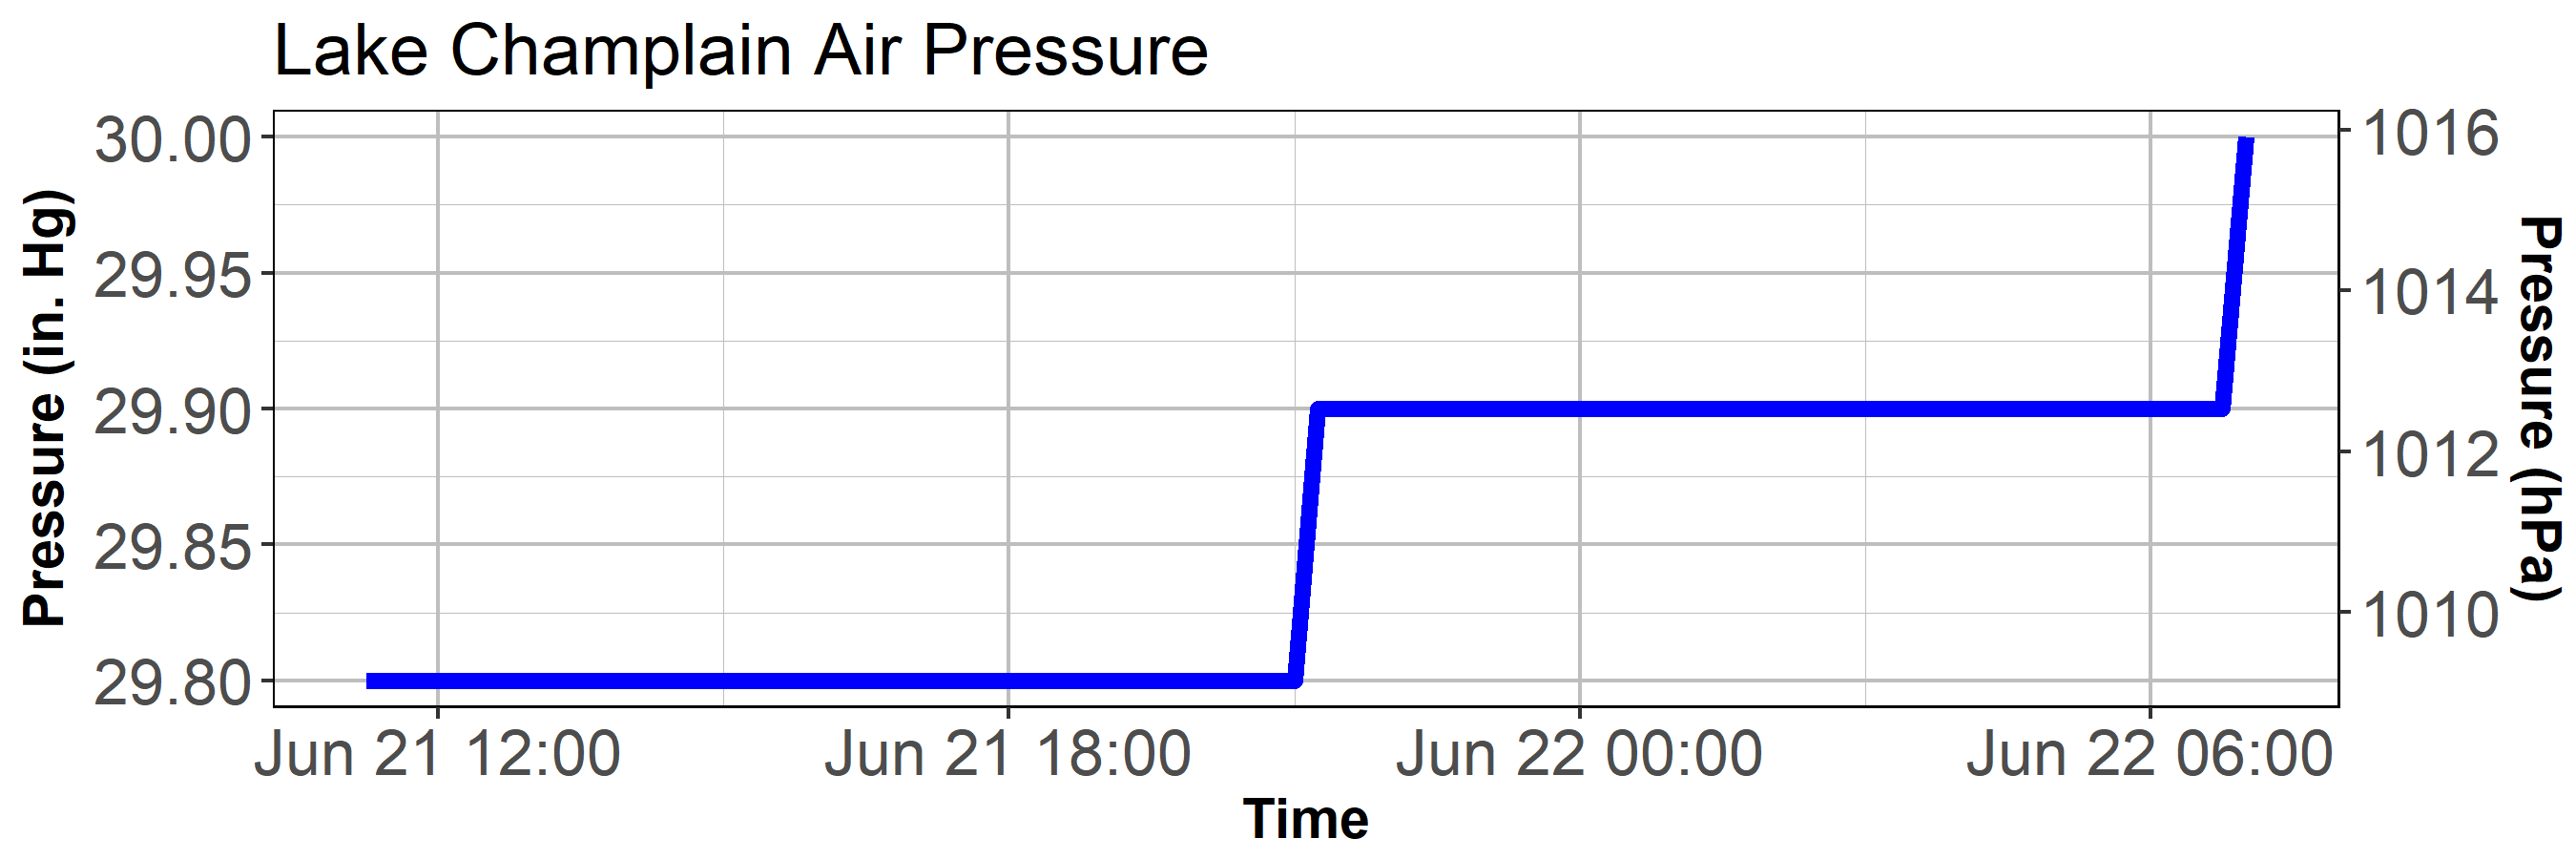 Lake Champlain Air Pressure
Pressure (in. Hg)
30.00
29.95
29.90
29.85
29.80
1016
1014
1012
1010
Pressure (hPa)
Jun 21 12:00
Jun 21 18:00
Jun 22 00:00
Jun 22 06:00
Time